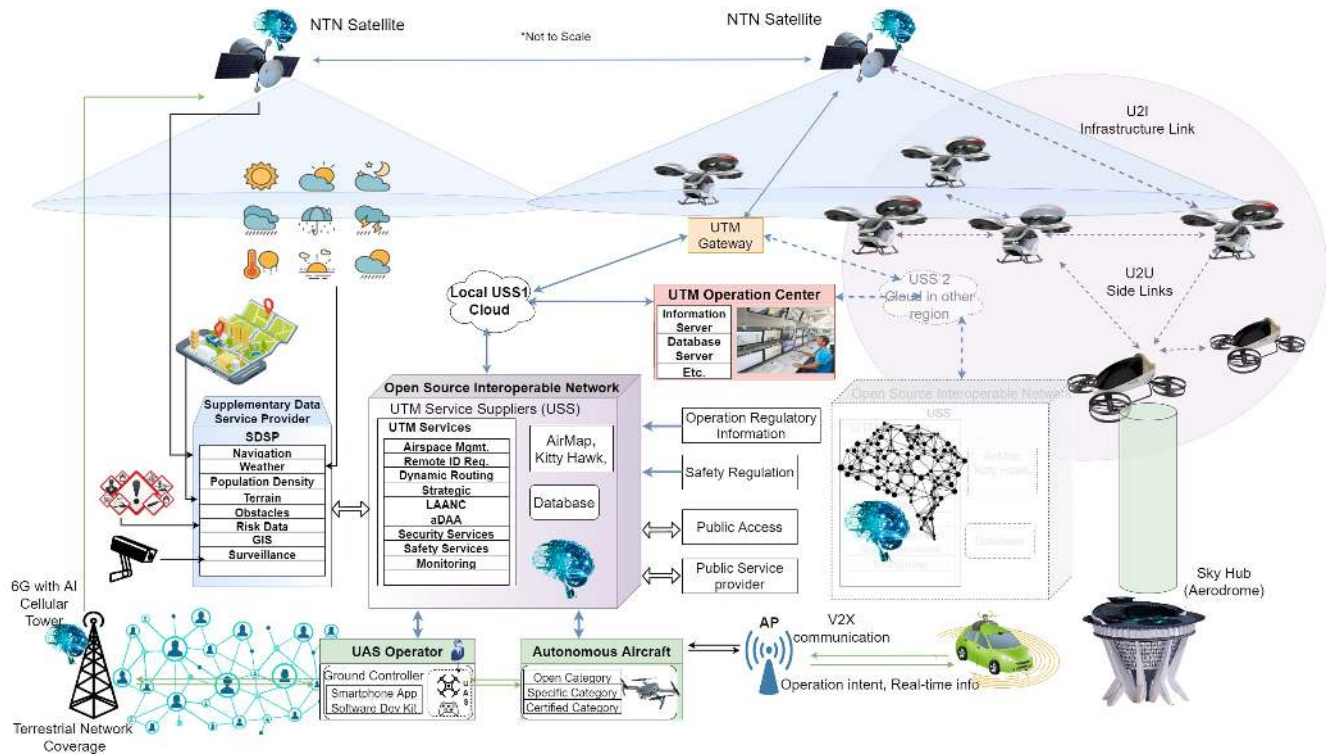 NTN Satellite
*Not to Scale
NTN Satellite
U2I
Infrastructure Link
UTM
Gateway
Local USS1
Cloud
UTM Operation Center
Information
Server
Database
Server
Etc.
USS 2
Cloud in other
region
U2U
Side Links
Supplementary Data
Service Provider
SDSP
Navigation
Weather
Population Density
Terrain
Obstacles
Risk Data
GIS
Surveillance
Open Source Interoperable Network
UTM Service Suppliers (USS)
UTM Services
Airspace Mgmt.
Remote ID Req.
Dynamic Routing
Strategic
LAANC
aDAA
Security Services
Safety Services
Monitoring
AirMap,
Kitty Hawk,
Database
Operation Regulatory
Information
Safety Regulation
Public Access
Public Service
provider
Open Source Interoperable Network
USS
AirMap,
Kitty Hawk,
Database
Monitoring
Sky Hub
(Aerodrome)
6G with AI
Cellular
Tower
Terrestrial Network
Coverage
UAS Operator
Ground Controller
Smartphone App
Software Dev Kit
UAS
Autonomous Aircraft
Open Category
Specific Category
Certified Category
AP
V2X
communication
Operation intent, Real-time info